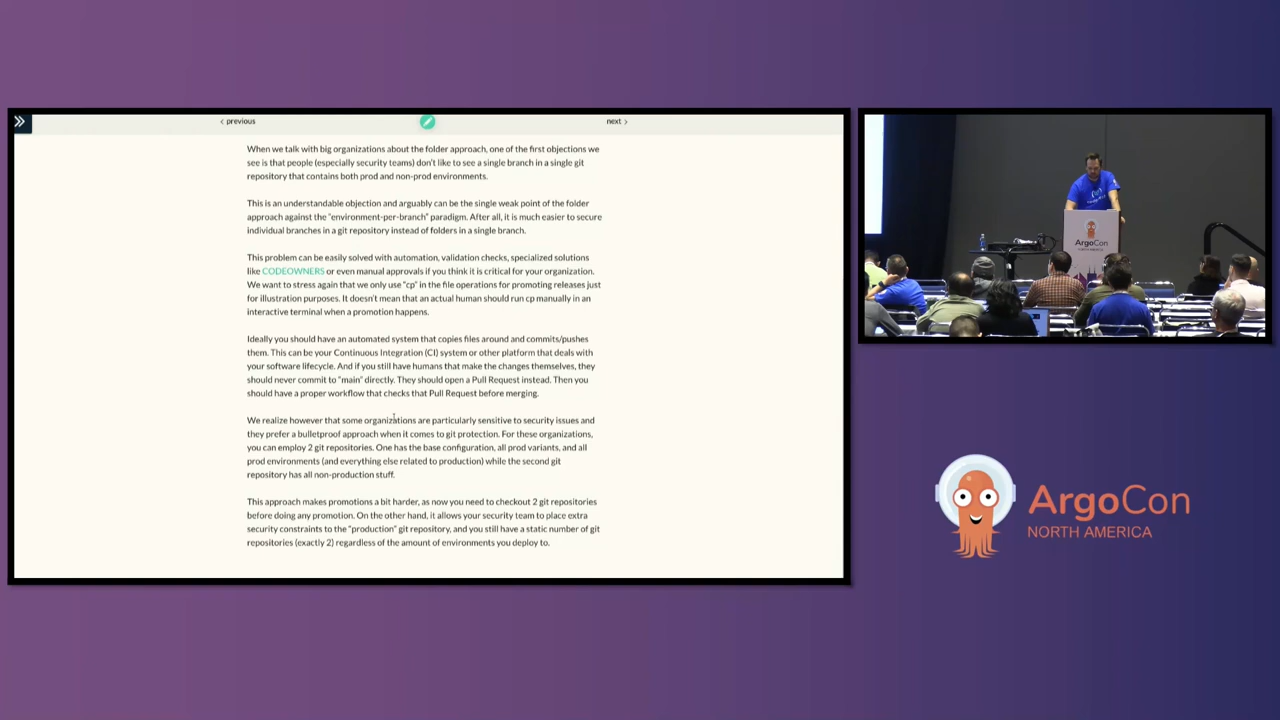 < previous
next >
When we talk with big organizations about the folder approach, one of the first objections we
see is that people (especially security teams) don't like to see a single branch in a single git
repository that contains both prod and non-prod environments.
This is an understandable objection and arguably can be the single weak point of the folder
approach against the "environment-per-branch" paradigm. After all, it is much easier to secure
individual branches in a git repository instead of folders in a single branch.
This problem can be easily solved with automation, validation checks, specialized solutions
like CODEOWNERS or even manual approvals if you think it is critical for your organization.
We want to stress again that we only use "cp" in the file operations for promoting releases just
for illustration purposes. It doesn't mean that an actual human should run cp manually in an
interactive terminal when a promotion happens.
Ideally you should have an automated system that copies files around and commits/pushes
them. This can be your Continuous Integration (CI) system or other platform that deals with
your software lifecycle. And if you still have humans that make the changes themselves, they
should never commit to "main" directly. They should open a Pull Request instead. Then you
should have a proper workflow that checks that Pull Request before merging.
We realize however that some organizations are particularly sensitive to security issues and
they prefer a bulletproof approach when it comes to git protection. For these organizations,
you can employ 2 git repositories. One has the base configuration, all prod variants, and all
prod environments (and everything else related to production) while the second git
repository has all non-production stuff.
This approach makes promotions a bit harder, as now you need to checkout 2 git repositories
before doing any promotion. On the other hand, it allows your security team to place extra
security constraints to the "production" git repository, and you still have a static number of git
repositories (exactly 2) regardless of the amount of environments you deploy to.
ArgoCon
ArgoCon
NORTH AMERICA